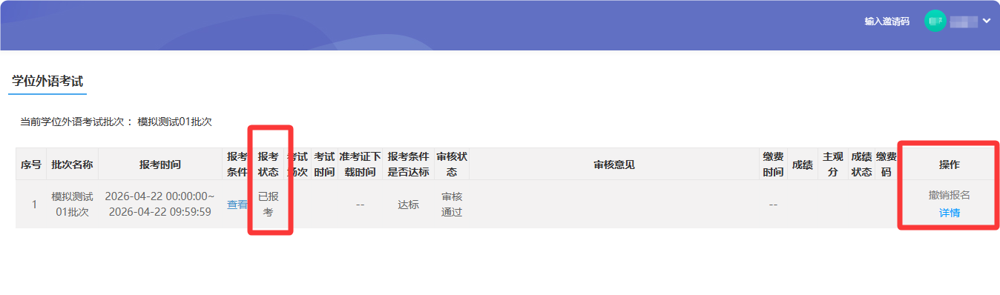 输入邀请码
学位外语考试
当前学位外语考试批次 ： 模拟测试01批次
序号 批次名称 报考时间 报考条件 报考状态 考试场次 考试时间 准考证下载时间 报考条件是否达标 审核状态 审核意见 缴费时间 成绩 主观分 成绩状态 缴费码 操作
1 模拟测试01批次 2026-04-22 00:00:00~ 2026-04-22 09:59:59 查看 已报考 -- 达标 审核通过 -- 撤销报名
详情